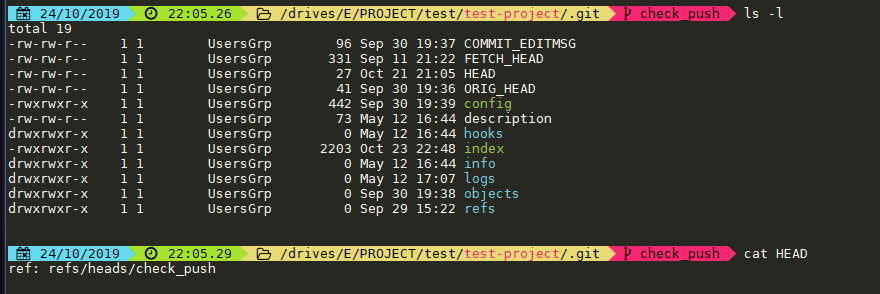 24/10/2019 22:05.26 /drives/E/PROJECT/test/test-project/.git check_push ls -l
total 19
-rw-rw-r-- 1 1 UsersGrp 96 Sep 30 19:37 COMMIT_EDITMSG
-rw-rw-r-- 1 1 UsersGrp 331 Sep 11 21:22 FETCH_HEAD
-rw-rw-r-- 1 1 UsersGrp 27 Oct 21 21:05 HEAD
-rw-rw-r-- 1 1 UsersGrp 41 Sep 30 19:36 ORIG_HEAD
-rwxrwxr-x 1 1 UsersGrp 442 Sep 30 19:39 config
-rw-rw-r-- 1 1 UsersGrp 73 May 12 16:44 description
drwxrwxr-x 1 1 UsersGrp 0 May 12 16:44 hooks
-rwxrwxr-x 1 1 UsersGrp 2203 Oct 23 22:48 index
drwxrwxr-x 1 1 UsersGrp 0 May 12 16:44 info
drwxrwxr-x 1 1 UsersGrp 0 May 12 17:07 logs
drwxrwxr-x 1 1 UsersGrp 0 Sep 30 19:38 objects
drwxrwxr-x 1 1 UsersGrp 0 Sep 29 15:22 refs
24/10/2019 22:05.29 /drives/E/PROJECT/test/test-project/.git check_push cat HEAD
ref: refs/heads/check_push